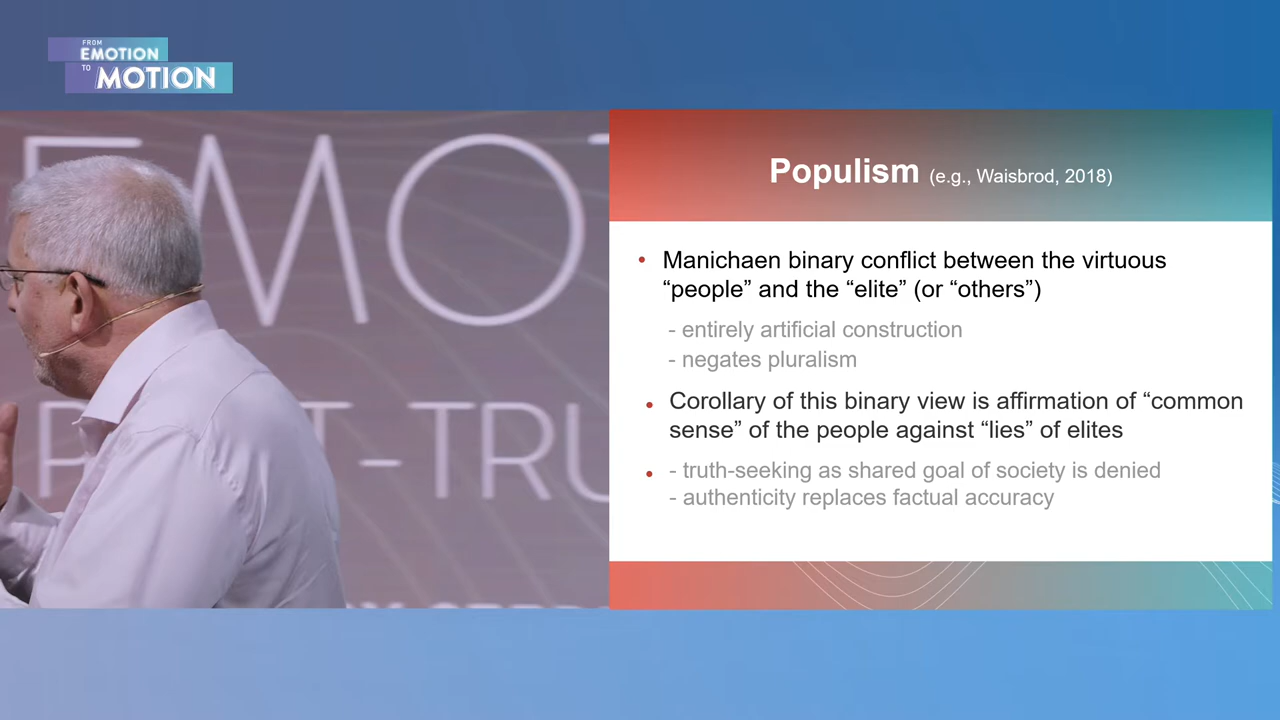 FROM
EMOTION
TO
MOTION
EMO
P T-TRU
Populism (e.g., Waisbrod, 2018)
• Manichaen binary conflict between the virtuous
“people” and the “elite” (or “others”)
- entirely artificial construction
- negates pluralism
• Corollary of this binary view is affirmation of “common
sense” of the people against “lies” of elites
• - truth-seeking as shared goal of society is denied
- authenticity replaces factual accuracy